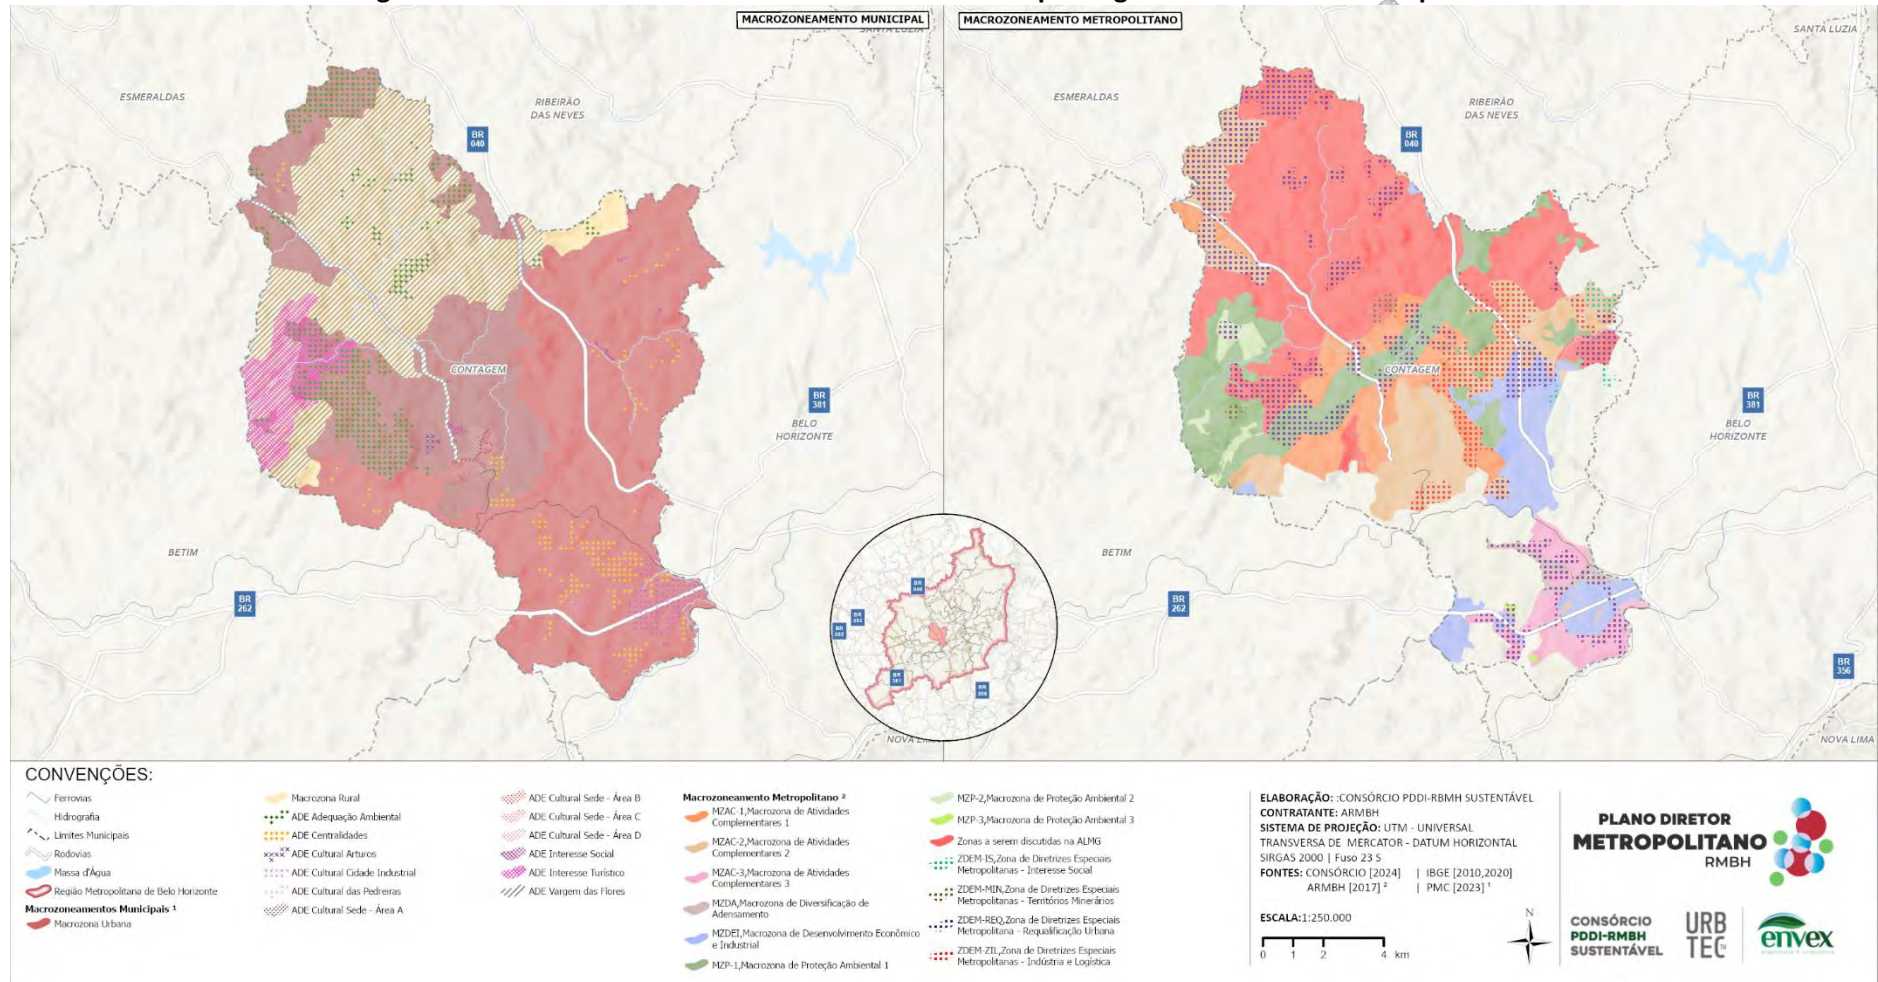 MACROZONEAMENTO MUNICIPAL
MACROZONEAMENTO METROPOLITANO
SANTA LUZIA
SANTA LUZIA
ESMERALDAS
RIBEIRÃO
DAS NEVES
BR
040
CONTAGEM
BR
381
BELO
HORIZONTE
BETIM
BR
262
NOVA LIMA
ESMERALDAS
RIBEIRÃO
DAS NEVES
BR
040
CONTAGEM
BR
381
BELO
HORIZONTE
BETIM
BR
262
BR
356
NOVA LIMA
BR
040
BR
262
BR
381
BR
356
CONVENÇÕES:
Ferrovias
Hidrografia
Limites Municipais
Rodovias
Massa d'Água
Região Metropolitana de Belo Horizonte
Macrozoneamentos Municipais ¹
Macrozona Urbana
Macrozona Rural
ADE Adequação Ambiental
ADE Centralidades
ADE Cultural Arturos
ADE Cultural Cidade Industrial
ADE Cultural das Pedreiras
ADE Cultural Sede - Área A
ADE Cultural Sede - Área B
ADE Cultural Sede - Área C
ADE Cultural Sede - Área D
ADE Interesse Social
ADE Interesse Turístico
ADE Vargem das Flores
Macrozoneamento Metropolitano ²
MZAC-1,Macrozona de Atividades
Complementares 1
MZAC-2,Macrozona de Atividades
Complementares 2
MZAC-3,Macrozona de Atividades
Complementares 3
MZDA,Macrozona de Diversificação de
Adensamento
MZDEI,Macrozona de Desenvolvimento Econômico
e Industrial
MZP-1,Macrozona de Proteção Ambiental 1
MZP-2,Macrozona de Proteção Ambiental 2
MZP-3,Macrozona de Proteção Ambiental 3
Zonas a serem discutidas na ALMG
ZDEM-IS,Zona de Diretrizes Especiais
Metropolitanas - Interesse Social
ZDEM-MIN,Zona de Diretrizes Especiais
Metropolitanas - Territórios Minerários
ZDEM-REQ,Zona de Diretrizes Especiais
Metropolitana - Requalificação Urbana
ZDEM-ZIL,Zona de Diretrizes Especiais
Metropolitanas - Indústria e Logística
ELABORAÇÃO: :CONSÓRCIO PDDI-RBMH SUSTENTÁVEL
CONTRATANTE: ARMBH
SISTEMA DE PROJEÇÃO: UTM - UNIVERSAL
TRANSVERSA DE MERCATOR - DATUM HORIZONTAL
SIRGAS 2000 | Fuso 23 S
FONTES: CONSÓRCIO [2024] | IBGE [2010,2020]
ARMBH [2017] ² | PMC [2023] ¹
ESCALA:1:250.000
0 1 2 4 km
N
PLANO DIRETOR
METROPOLITANO
RMBH
CONSÓRCIO
PDDI-RMBH
SUSTENTÁVEL
URB
TEC
envex